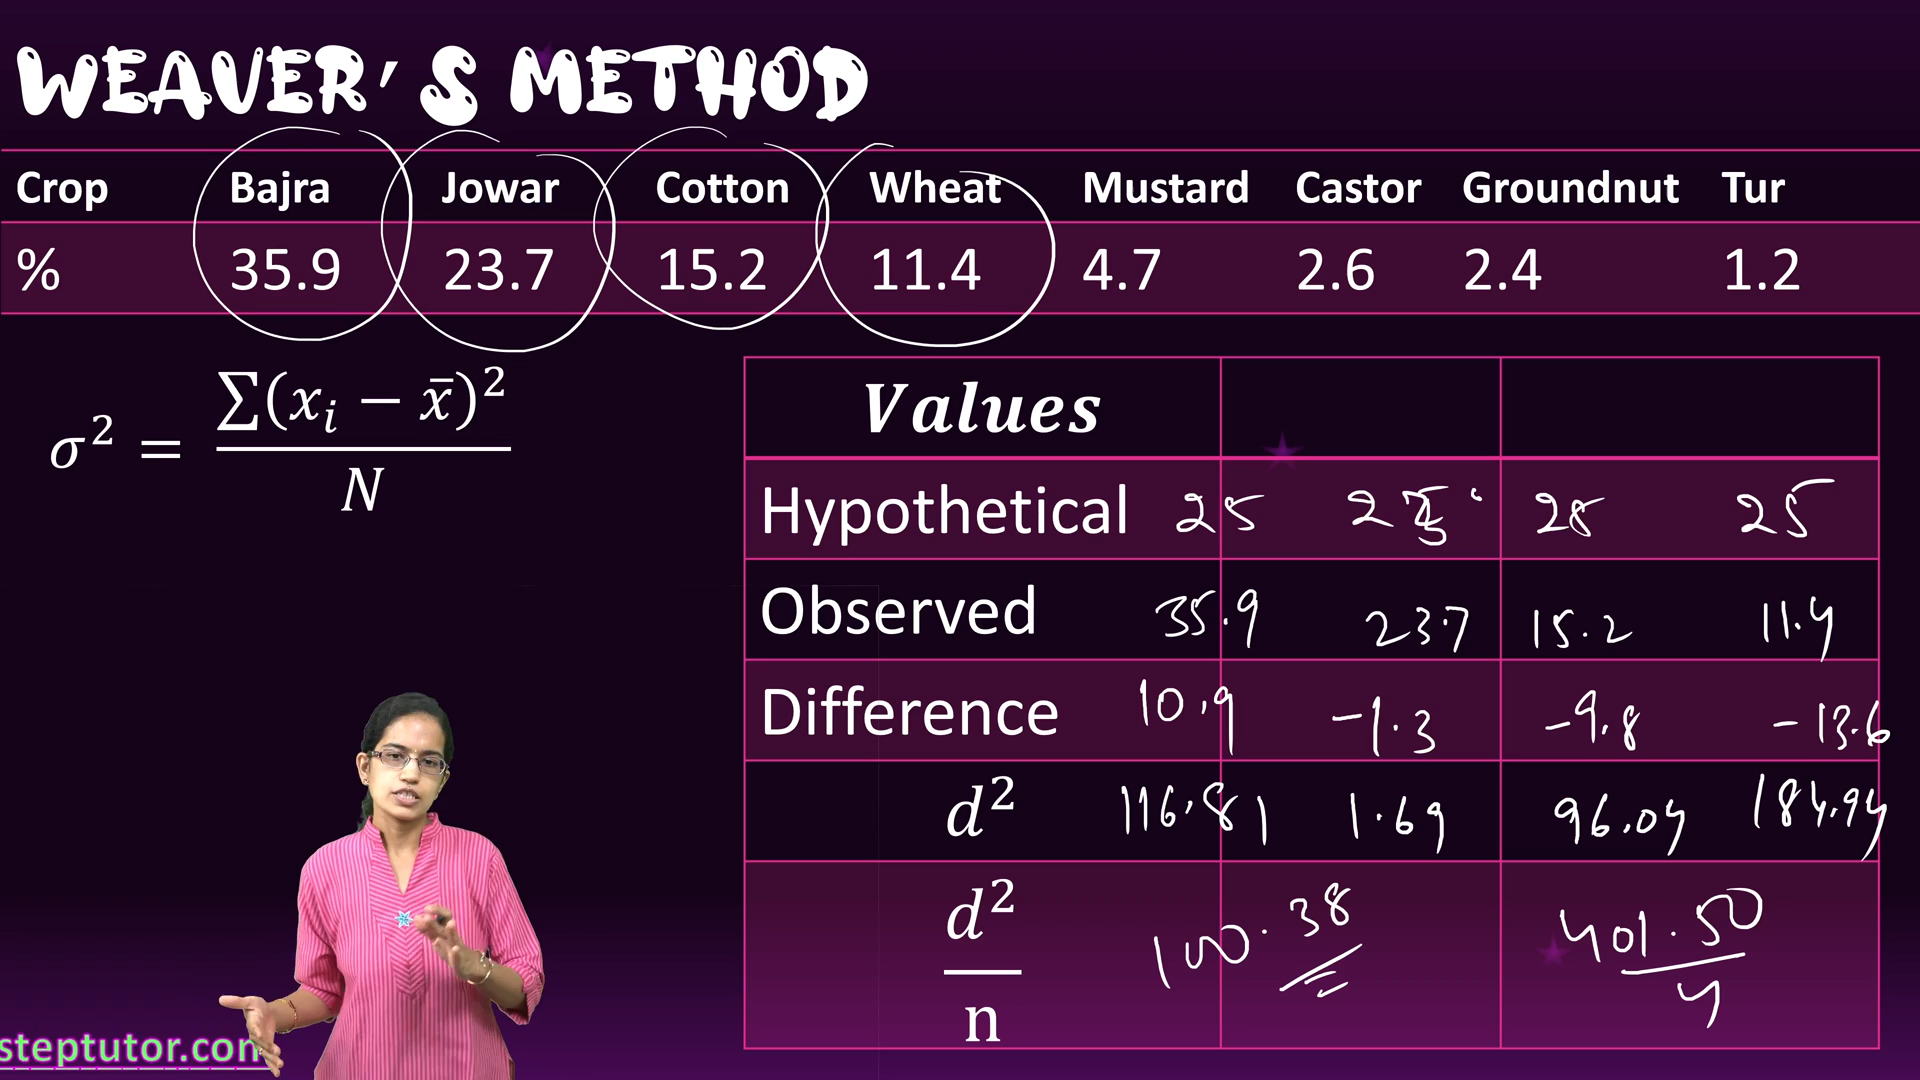 WEAVER'S METHOD
Crop Bajra Jowar Cotton Wheat Mustard Castor Groundnut Tur
% 35.9 23.7 15.2 11.4 4.7 2.6 2.4 1.2
σ² = ∑(xᵢ − x̄)² / N
Values
Hypothetical 25 25 25 25
Observed 35.9 23.7 15.2 11.4
Difference 10.9 -1.3 -9.8 -13.6
d² 116.81 1.69 96.04 184.94
d²/n 100.38 401.50/4
steptutor.con